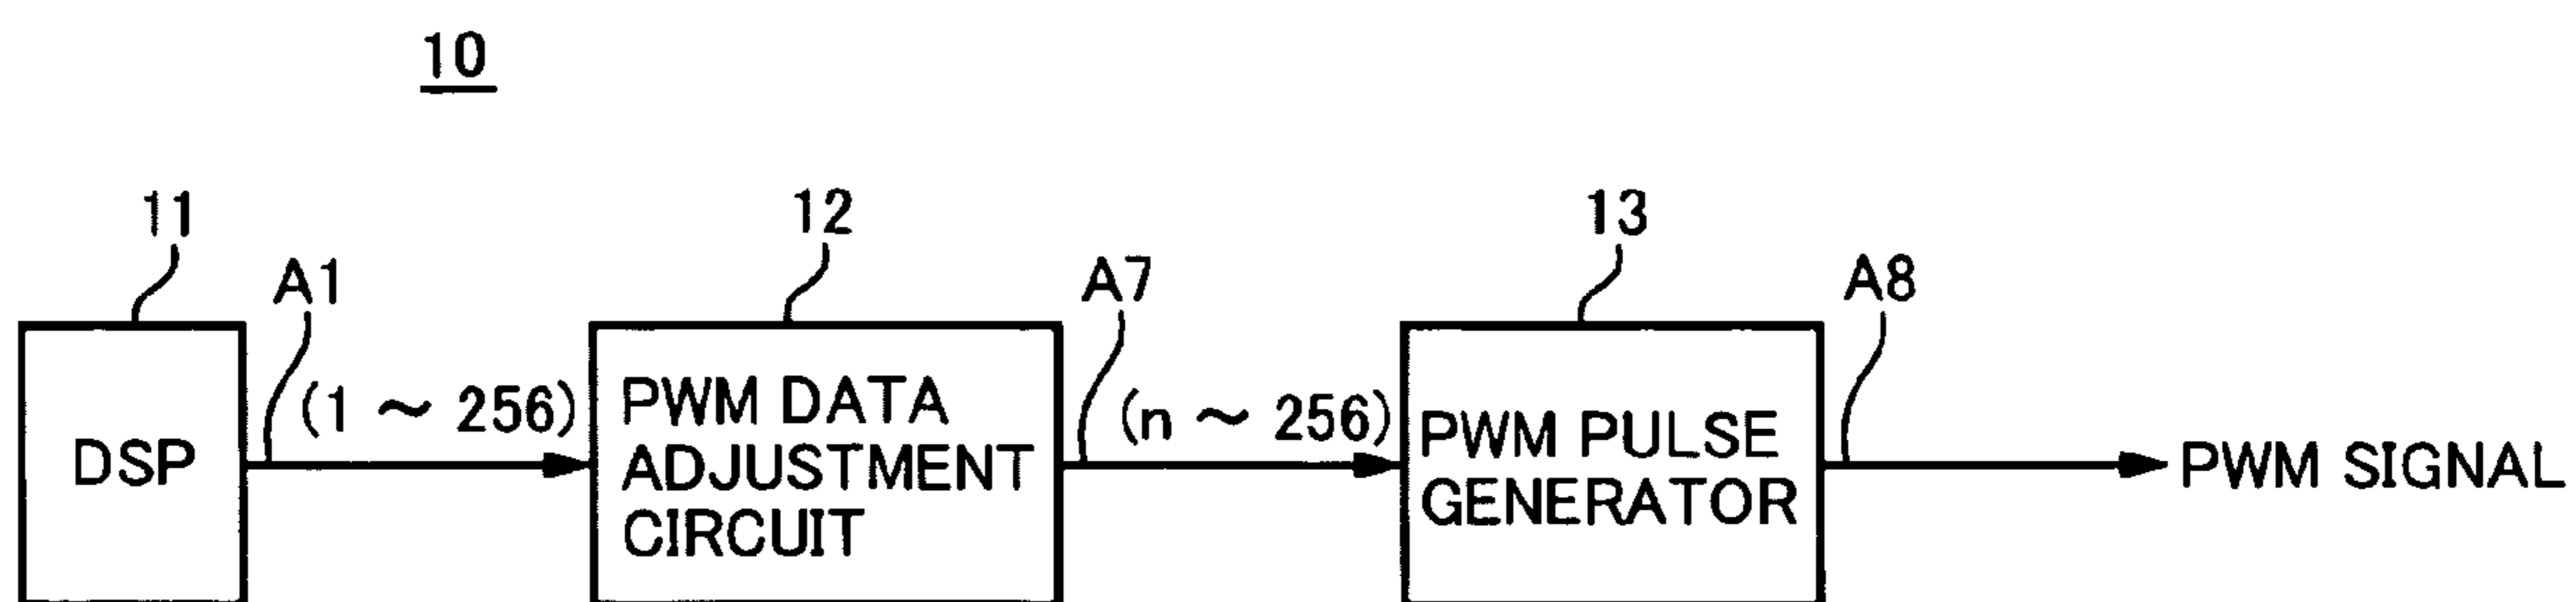 10
11
A1
12
A7
13
A8
DSP
(1 ~ 256)
PWM DATA
ADJUSTMENT
CIRCUIT
(n ~ 256)
PWM PULSE
GENERATOR
PWM SIGNAL